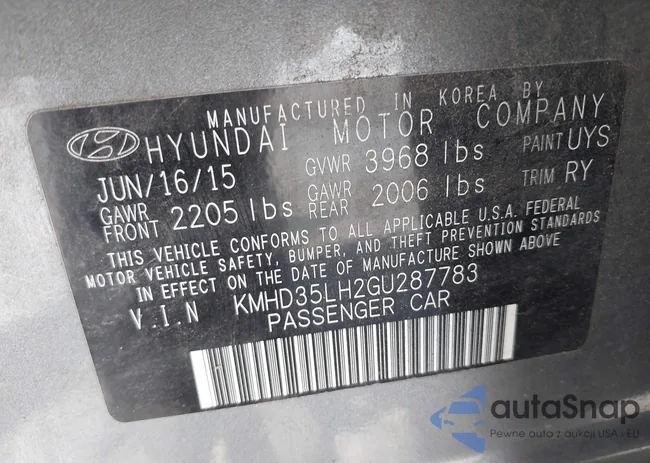 MANUFACTURED IN KOREA BY
HYUNDAI MOTOR COMPANY
JUN/16/15 GVWR 3968 lbs PAINT UYS
GAWR FRONT 2205 lbs GAWR REAR 2006 lbs TRIM RY
THIS VEHICLE CONFORMS TO ALL APPLICABLE U.S.A. FEDERAL
MOTOR VEHICLE SAFETY, BUMPER, AND THEFT PREVENTION STANDARDS
IN EFFECT ON THE DATE OF MANUFACTURE SHOWN ABOVE
V.I.N KMHD35LH2GU287783
PASSENGER CAR
autaSnap
Pewne auto z aukcji USA - EU